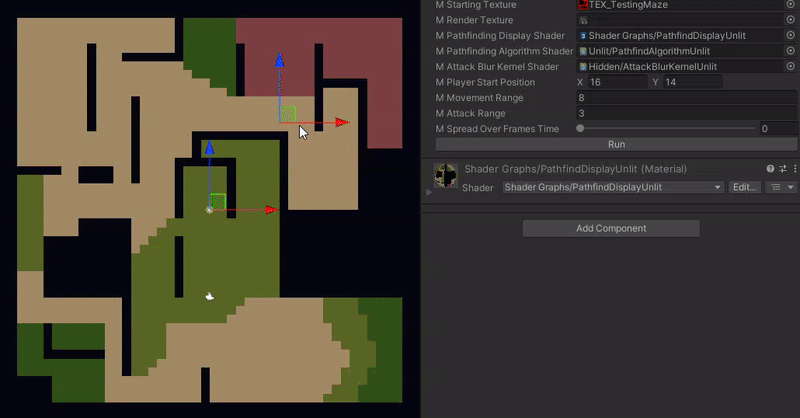 M Starting Texture TEX_TestingMaze
M Render Texture
M Pathfinding Display Shader Shader Graphs/PathfindDisplayUnlit
M Pathfinding Algorithm Shader Unlit/PathfindAlgorithmUnlit
M Attack Blur Kernel Shader Hidden/AttackBlurKernelUnlit
M Player Start Position X 16 Y 14
M Movement Range 8
M Attack Range 3
M Spread Over Frames Time 0
Run
Shader Graphs/PathfindDisplayUnlit (Material)
Shader Shader Graphs/PathfindDisplayUnlit Edit...
Add Component